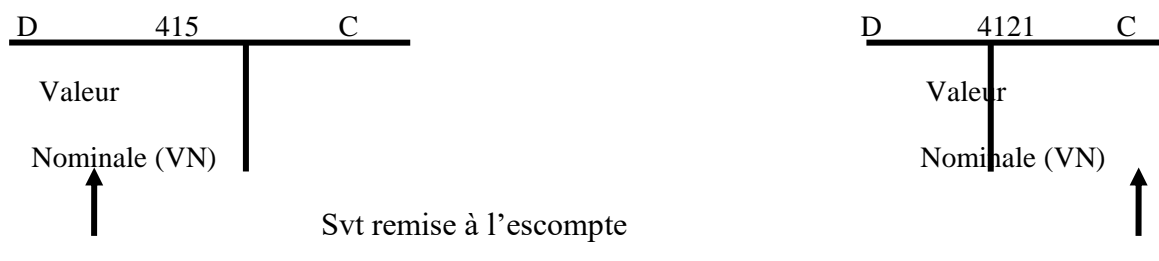 D 415 C D 4121 C
Valeur Valeur
Nominale (VN) Nominale (VN)
Svt remise à l’escompte